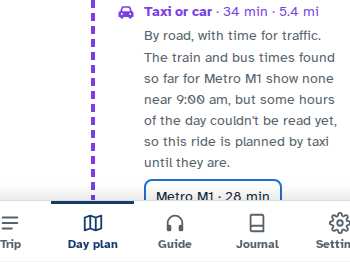 Taxi or car · 34 min · 5.4 mi
By road, with time for traffic.
The train and bus times found
so far for Metro M1 show none
near 9:00 am, but some hours
of the day couldn't be read yet,
so this ride is planned by taxi
until they are.
Metro M1 · 28 min
Trip
Day plan
Guide
Journal